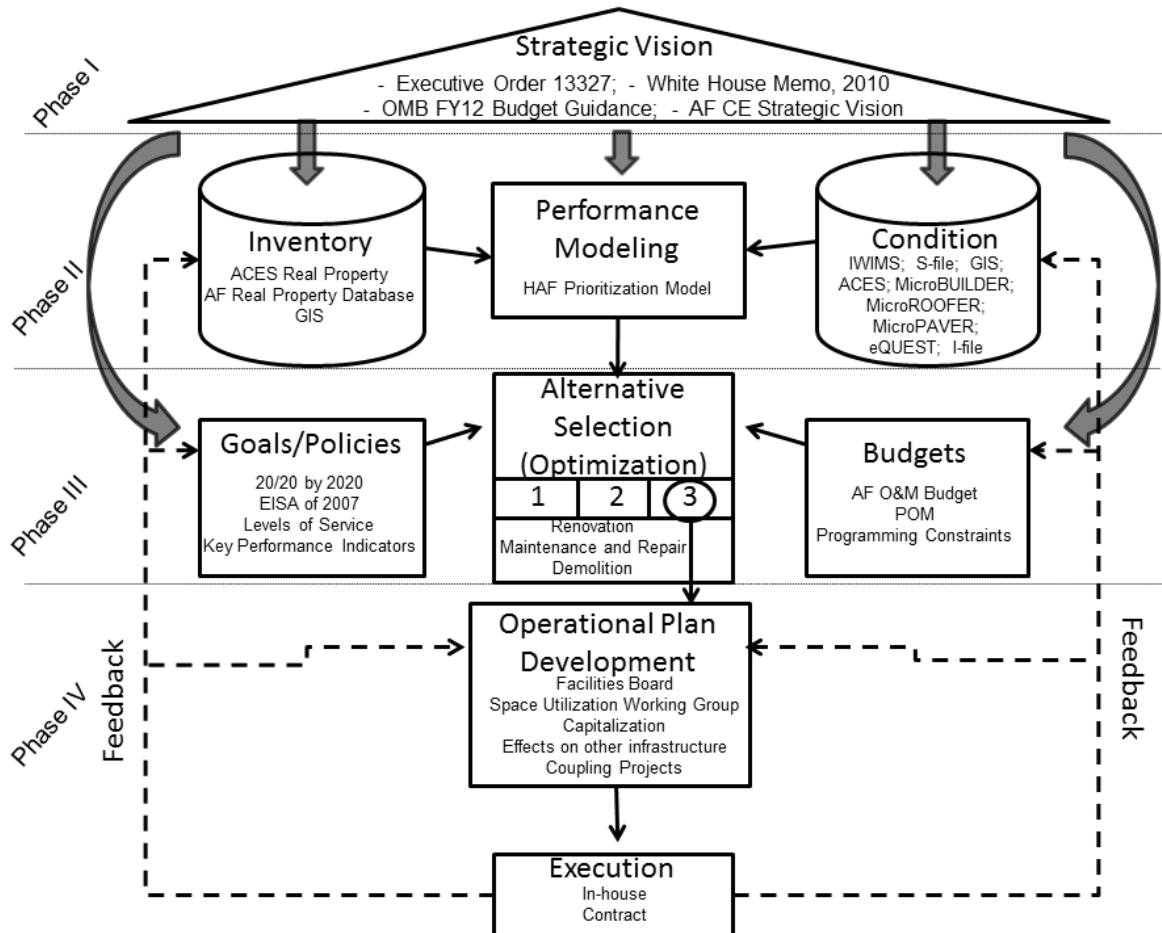 Phase I
Strategic Vision
- Executive Order 13327; - White House Memo, 2010
- OMB FY12 Budget Guidance; - AF CE Strategic Vision
Phase II
Inventory
ACES Real Property
AF Real Property Database
GIS
Performance
Modeling
HAF Prioritization Model
Condition
IWIMS; S-file; GIS;
ACES; MicroBUILDER;
MicroROOFER;
MicroPAVER;
eQUEST; I-file
Phase III
Goals/Policies
20/20 by 2020
EISA of 2007
Levels of Service
Key Performance Indicators
Alternative
Selection
(Optimization)
1 2 3
Renovation
Maintenance and Repair
Demolition
Budgets
AF O&M Budget
POM
Programming Constraints
Phase IV
Feedback
Operational Plan
Development
Facilities Board
Space Utilization Working Group
Capitalization
Effects on other infrastructure
Coupling Projects
Feedback
Execution
In-house
Contract